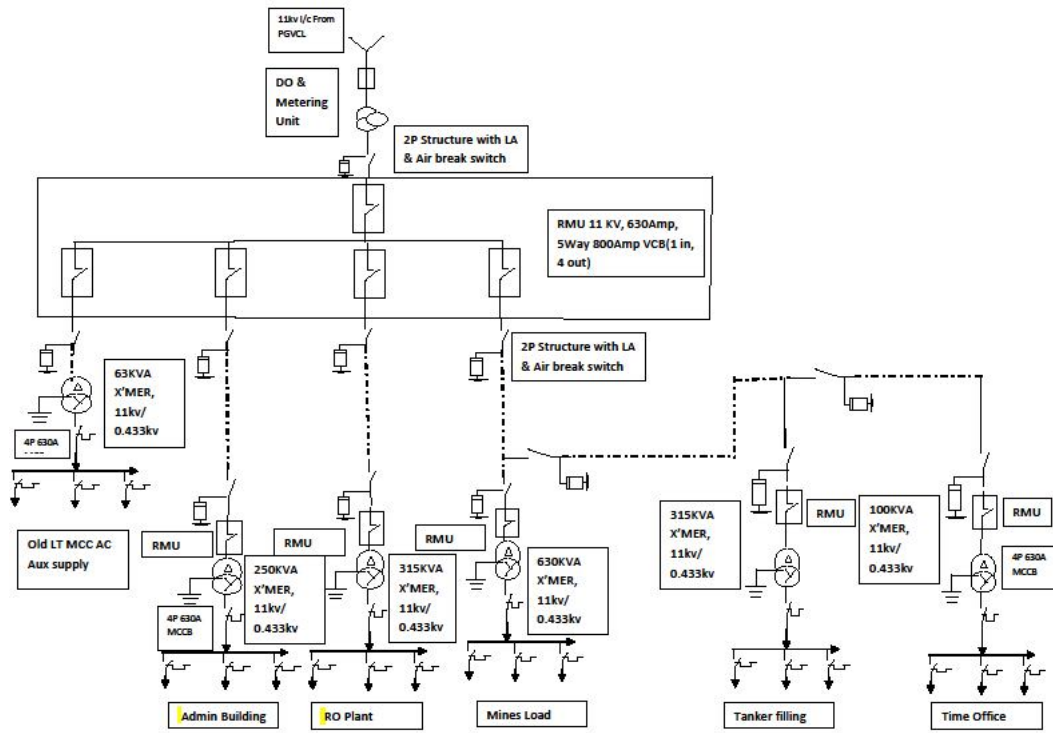 11kv I/c From
PGVCL
DO &
Metering
Unit
2P Structure with LA
& Air break switch
RMU 11 KV, 630Amp,
5Way 800Amp VCB(1 in,
4 out)
2P Structure with LA
& Air break switch
63KVA
X'MER,
11kv/
0.433kv
4P 630A
Old LT MCC AC
Aux supply
RMU
250KVA
X'MER,
11kv/
0.433kv
4P 630A
MCCB
Admin Building
RMU
315KVA
X'MER,
11kv/
0.433kv
RO Plant
RMU
630KVA
X'MER,
11kv/
0.433kv
Mines Load
315KVA
X'MER,
11kv/
0.433kv
RMU
Tanker filling
100KVA
X'MER,
11kv/
0.433kv
RMU
4P 630A
MCCB
Time Office